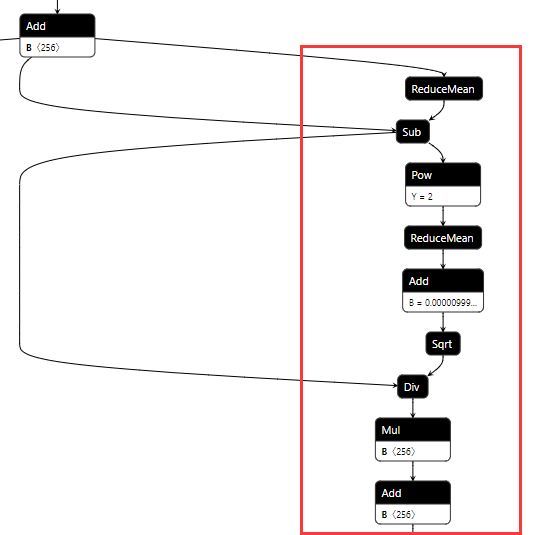 Add
B〈256〉
ReduceMean
Sub
Pow
Y = 2
ReduceMean
Add
B = 0.00000999...
Sqrt
Div
Mul
B〈256〉
Add
B〈256〉